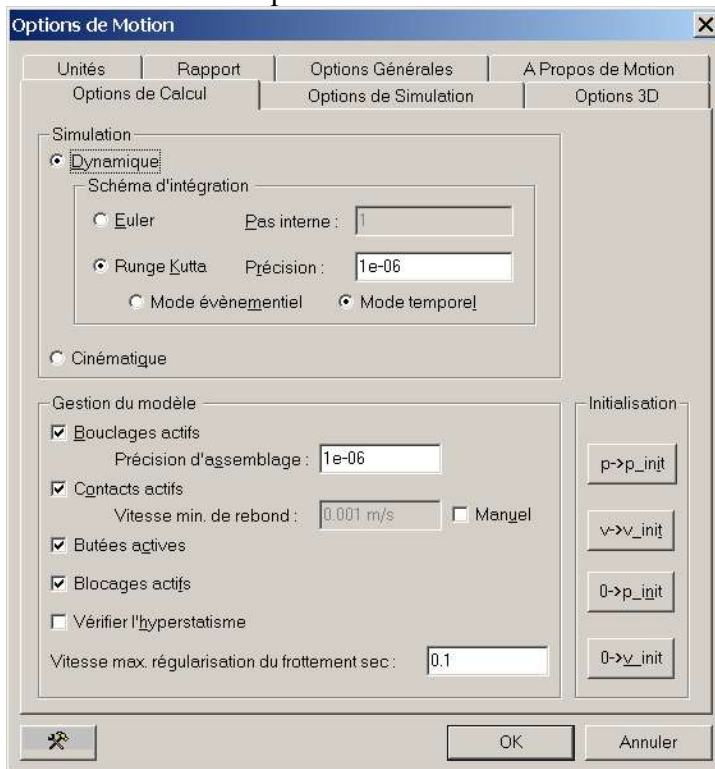 Options de Motion
Unités Rapport Options Générales A Propos de Motion
Options de Calcul Options de Simulation Options 3D
Simulation
Dynamique
Schéma d'intégration
Euler Pas interne : 1
Runge Kutta Précision : 1e-06
Mode évènementiel Mode temporel
Cinématique
Gestion du modèle Initialisation
Bouclages actifs
Précision d'assemblage : 1e-06
p->p_init
Contacts actifs
Vitesse min. de rebond : 0.001 m/s Manuel
v->v_init
Butées actives
Blocages actifs
0->p_init
Vérifier l'hyperstatisme
Vitesse max. régularisation du frottement sec : 0.1
0->v_init
OK Annuler